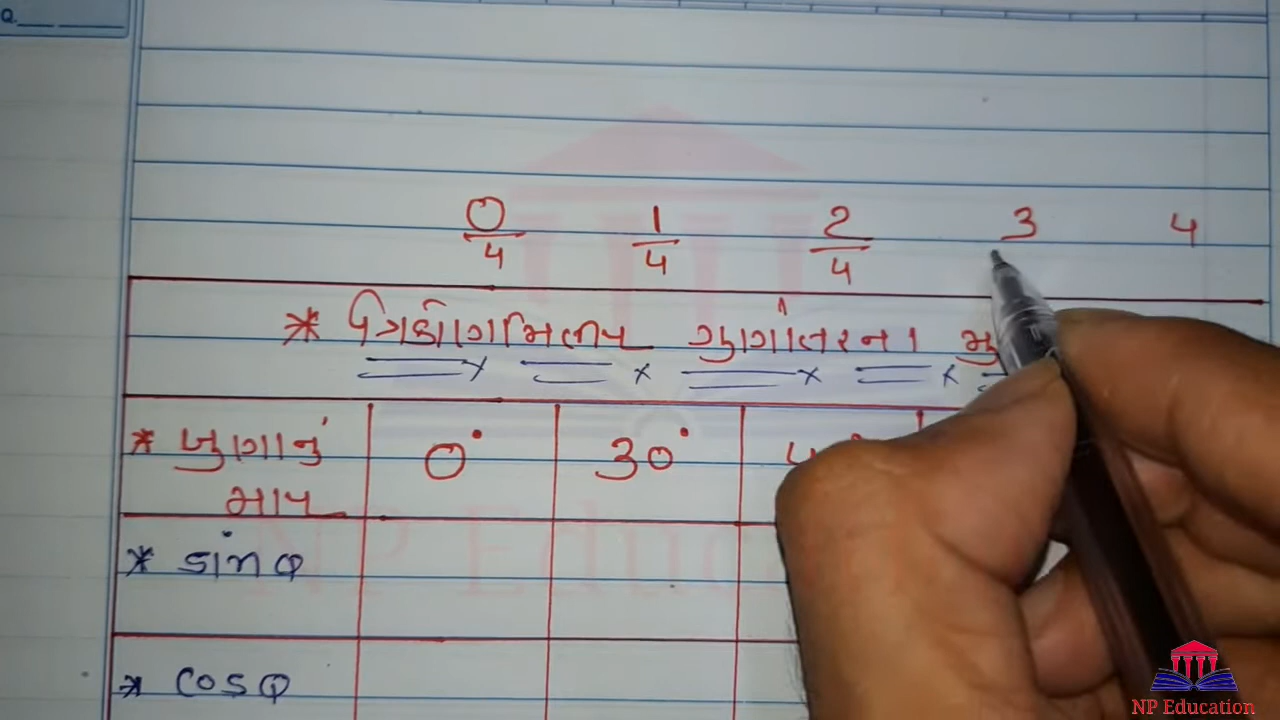 Q.
0/4 1/4 2/4 3 4
* ત્રિકોણમિતીય ગુણોત્તરના
* ખુણાનું 0° 30°
માપ
* sinθ
* cosθ
NP Education